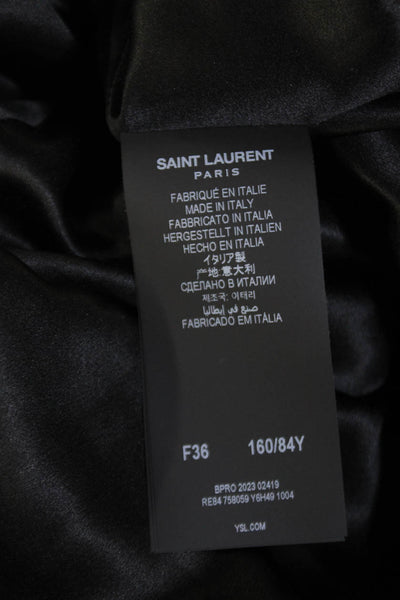 SAINT LAURENT
PARIS
FABRIQUÉ EN ITALIE
MADE IN ITALY
FABBRICATO IN ITALIA
HERGESTELLT IN ITALIEN
HECHO EN ITALIA
イタリア製
产地:意大利
СДЕЛАНО В ИТАЛИИ
제조국: 이태리
صنع في إيطاليا
FABRICADO EM ITÁLIA
F36 160/84Y
BPRO 2023 02419
RE84 758059 Y6H49 1004
YSL.COM